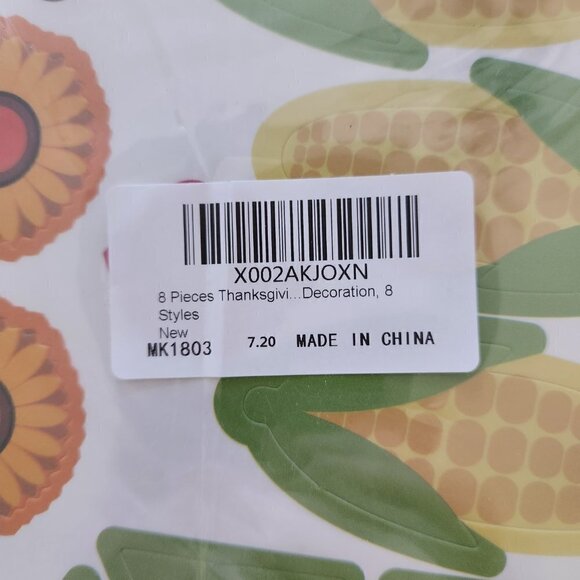 X002AKJOXN
8 Pieces Thanksgivi...Decoration, 8
Styles
New
MK1803 7.20 MADE IN CHINA